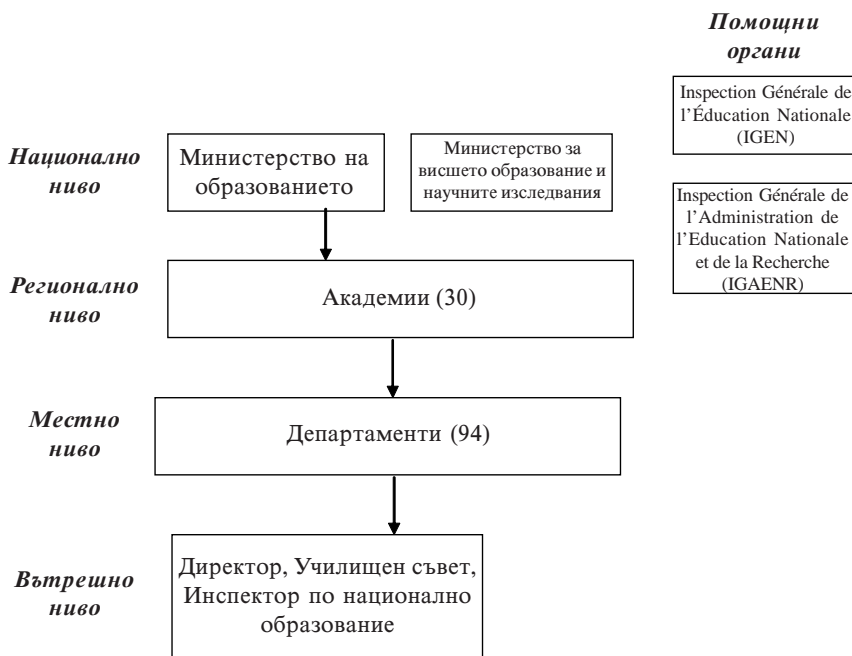 Помощни
органи
Inspection Générale de
l’Éducation Nationale
(IGEN)
Национално
ниво
Министерство на
образованието
Министерство за
висшето образование и
научните изследвания
Inspection Générale de
l’Administration de
l’Education Nationale
et de la Recherche
(IGAENR)
Регионално
ниво
Академии (30)
Местно
ниво
Департаменти (94)
Вътрешно
ниво
Директор, Училищен съвет,
Инспектор по национално
образование